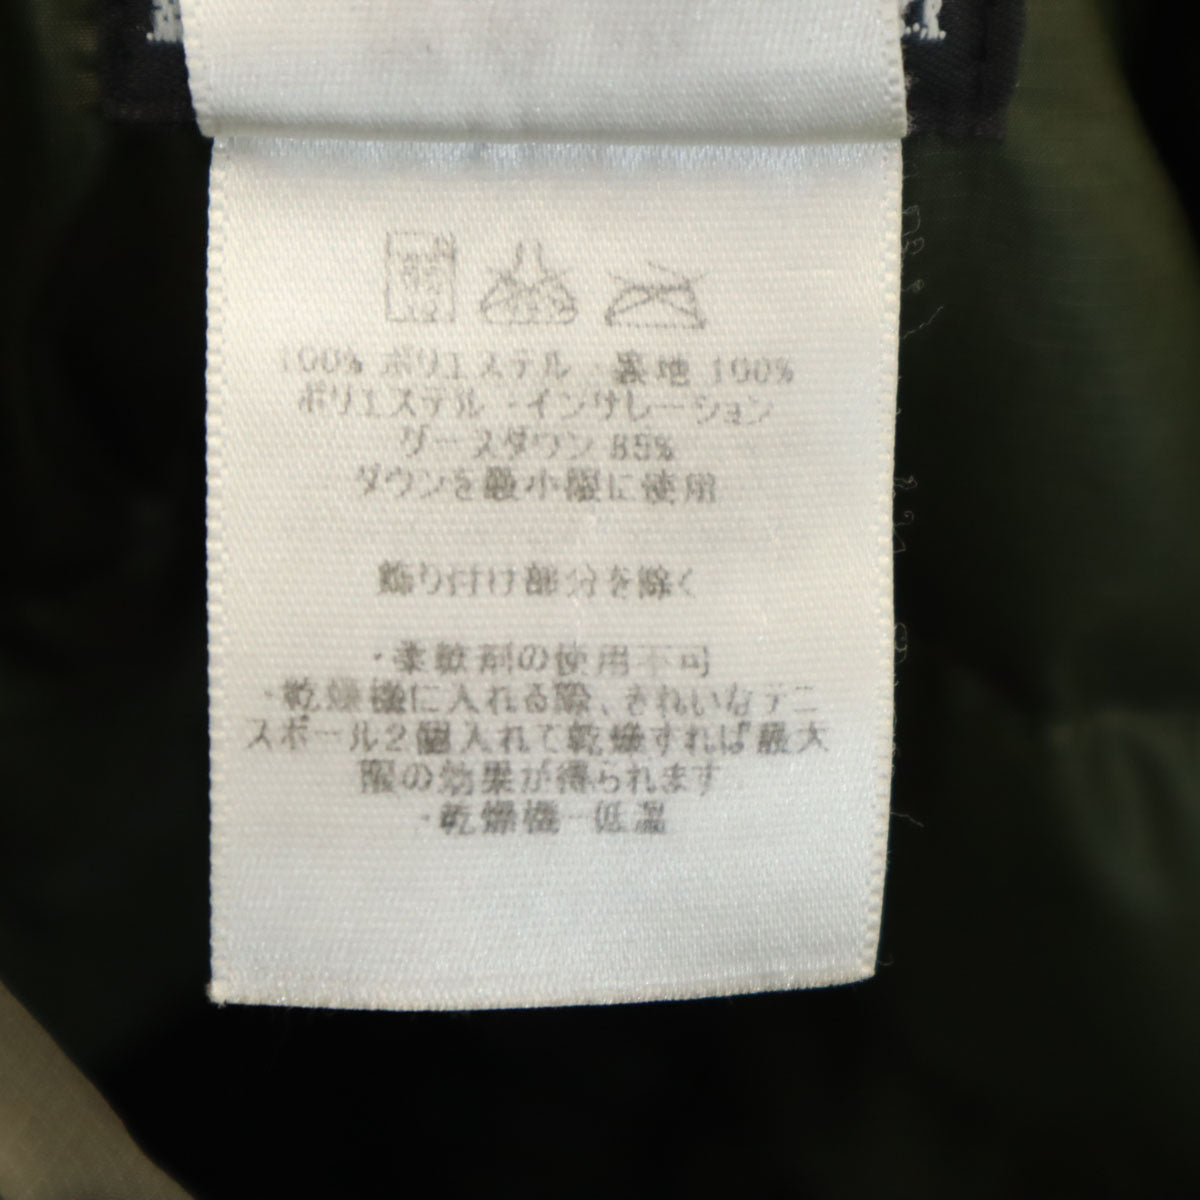 100% ポリエステル ・裏地 100%
ポリエステル ・インサレーション
グースダウン 85%
ダウンを最小限に使用
飾り付け部分を除く
・柔軟剤の使用不可
・乾燥機に入れる際、きれいなテニ
スボール2個入れて乾燥すれば最大
限の効果が得られます
・乾燥機－低温